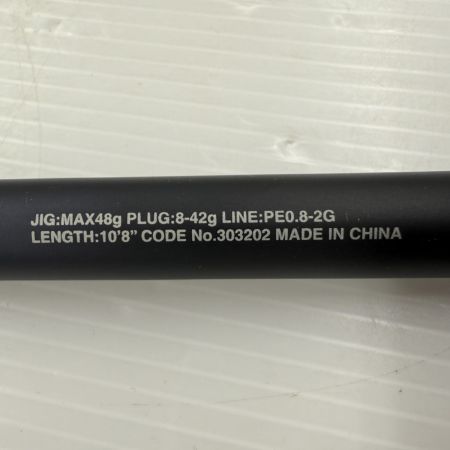 JIG:MAX48g PLUG:8-42g LINE:PE0.8-2G
LENGTH:10'8” CODE No.303202 MADE IN CHINA